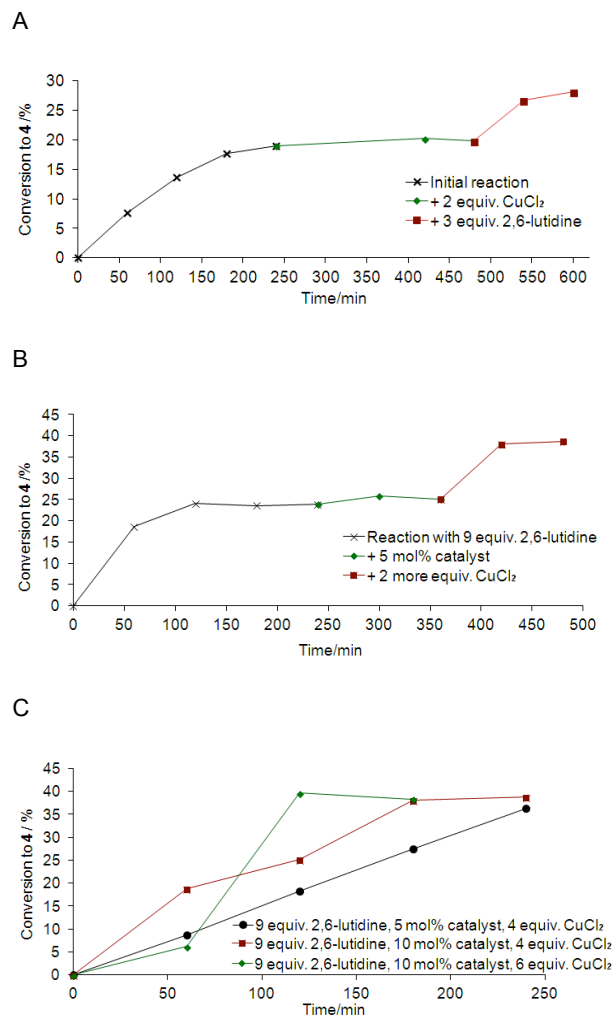 A
Conversion to 4 /%
30
25
20
15
10
5
0
0 50 100 150 200 250 300 350 400 450 500 550 600
Time/min
Initial reaction
+ 2 equiv. CuCl₂
+ 3 equiv. 2,6-lutidine
B
Conversion to 4 /%
45
40
35
30
25
20
15
10
5
0
0 50 100 150 200 250 300 350 400 450 500
Time/min
Reaction with 9 equiv. 2,6-lutidine
+ 5 mol% catalyst
+ 2 more equiv. CuCl₂
C
Conversion to 4 / %
45
40
35
30
25
20
15
10
5
0
0 50 100 150 200 250
Time/min
9 equiv. 2,6-lutidine, 5 mol% catalyst, 4 equiv. CuCl₂
9 equiv. 2,6-lutidine, 10 mol% catalyst, 4 equiv. CuCl₂
9 equiv. 2,6-lutidine, 10 mol% catalyst, 6 equiv. CuCl₂